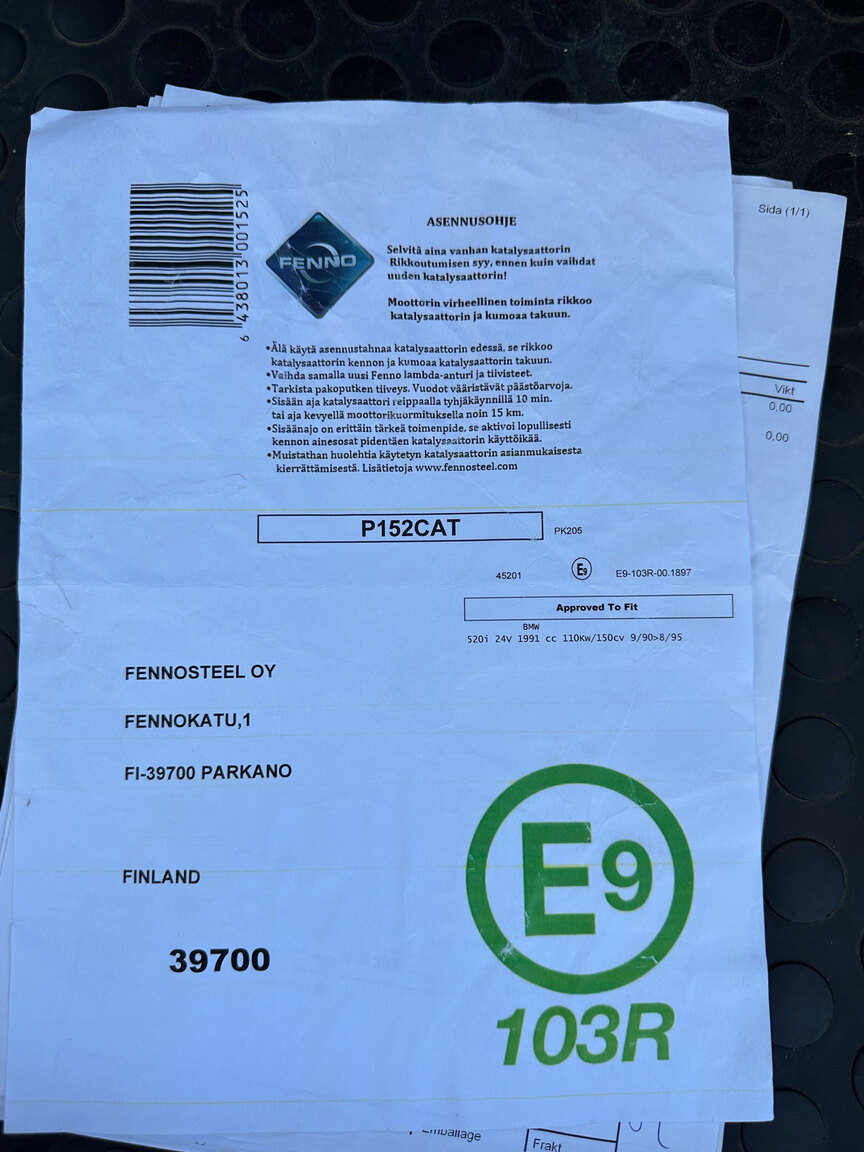 6 438013 001525
FENNO
ASENNUSOHJE
Selvitä aina vanhan katalysaattorin
Rikkoutumisen syy, ennen kuin vaihdat
uuden katalysaattorin!
Moottorin virheellinen toiminta rikkoo
katalysaattorin ja kumoaa takuun.
•Älä käytä asennustahnaa katalysaattorin edessä, se rikkoo
katalysaattorin kennon ja kumoaa katalysaattorin takuun.
•Vaihda samalla uusi Fenno lambda-anturi ja tiivisteet.
•Tarkista pakoputken tiiveys. Vuodot vääristävät päästöarvoja.
•Sisään aja katalysaattori reippaalla tyhjäkäynnillä 10 min.
tai aja kevyellä moottorikuormituksella noin 15 km.
•Sisäänajo on erittäin tärkeä toimenpide, se aktivoi lopullisesti
kennon ainesosat pidentäen katalysaattorin käyttöikää.
•Muistathan huolehtia käytetyn katalysaattorin asianmukaisesta
kierrättämisestä. Lisätietoja www.fennosteel.com
P152CAT PK205
45201 E9 E9-103R-00.1897
Approved To Fit
BMW
520i 24V 1991 cc 110Kw/150cv 9/90>8/95
FENNOSTEEL OY
FENNOKATU,1
FI-39700 PARKANO
FINLAND
39700
E9
103R
Sida (1/1)
Vikt
0,00
0,00
Emballage
Frakt